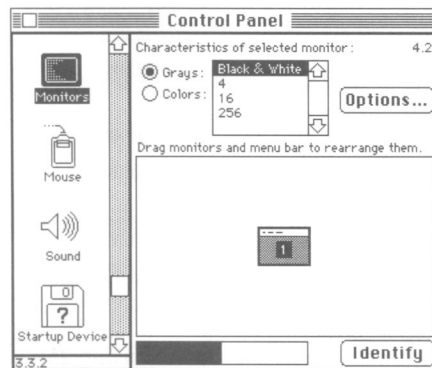 Control Panel
Monitors
Mouse
Sound
Startup Device
3.3.2
Characteristics of selected monitor: 4.2
Grays:
Colors:
Black & White
4
16
256
Options...
Drag monitors and menu bar to rearrange them.
1
Identify